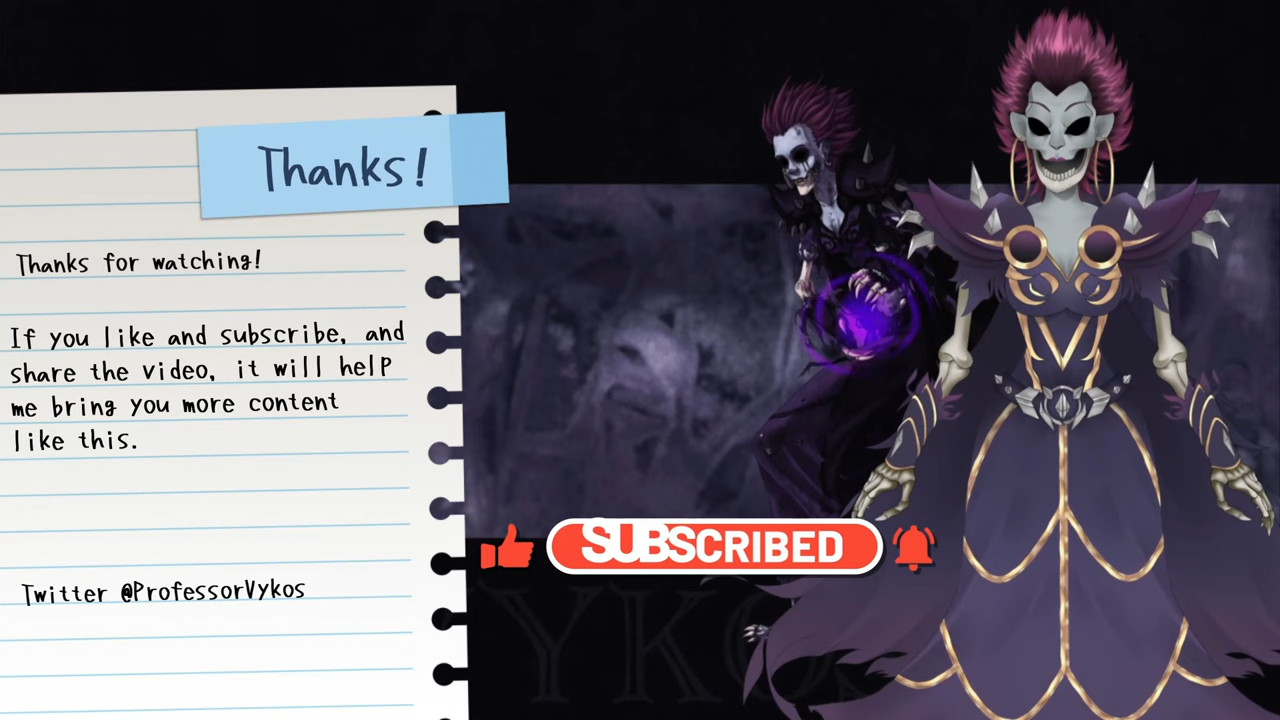 Thanks!
Thanks for watching!
If you like and subscribe, and
share the video, it will help
me bring you more content
like this.
SUBSCRIBED
Twitter @ProfessorVykos
YKOS